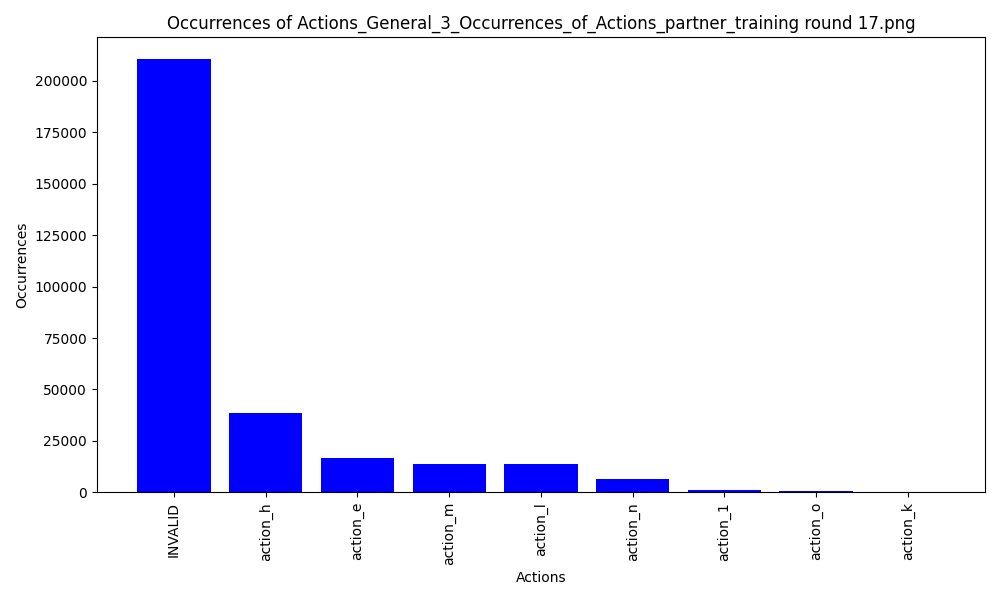 Occurrences of Actions_General_3_Occurrences_of_Actions_partner_training round 17.png
Occurrences
200000
175000
150000
125000
100000
75000
50000
25000
0
INVALID
action_h
action_e
action_m
action_l
action_n
action_1
action_o
action_k
Actions